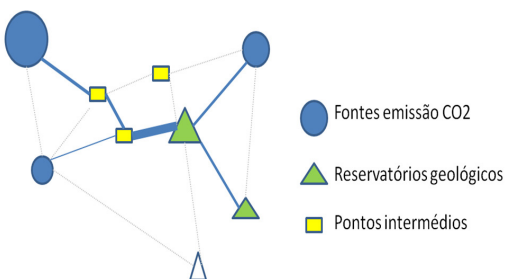 Fontes emissão CO2
Reservatórios geológicos
Pontos intermédios